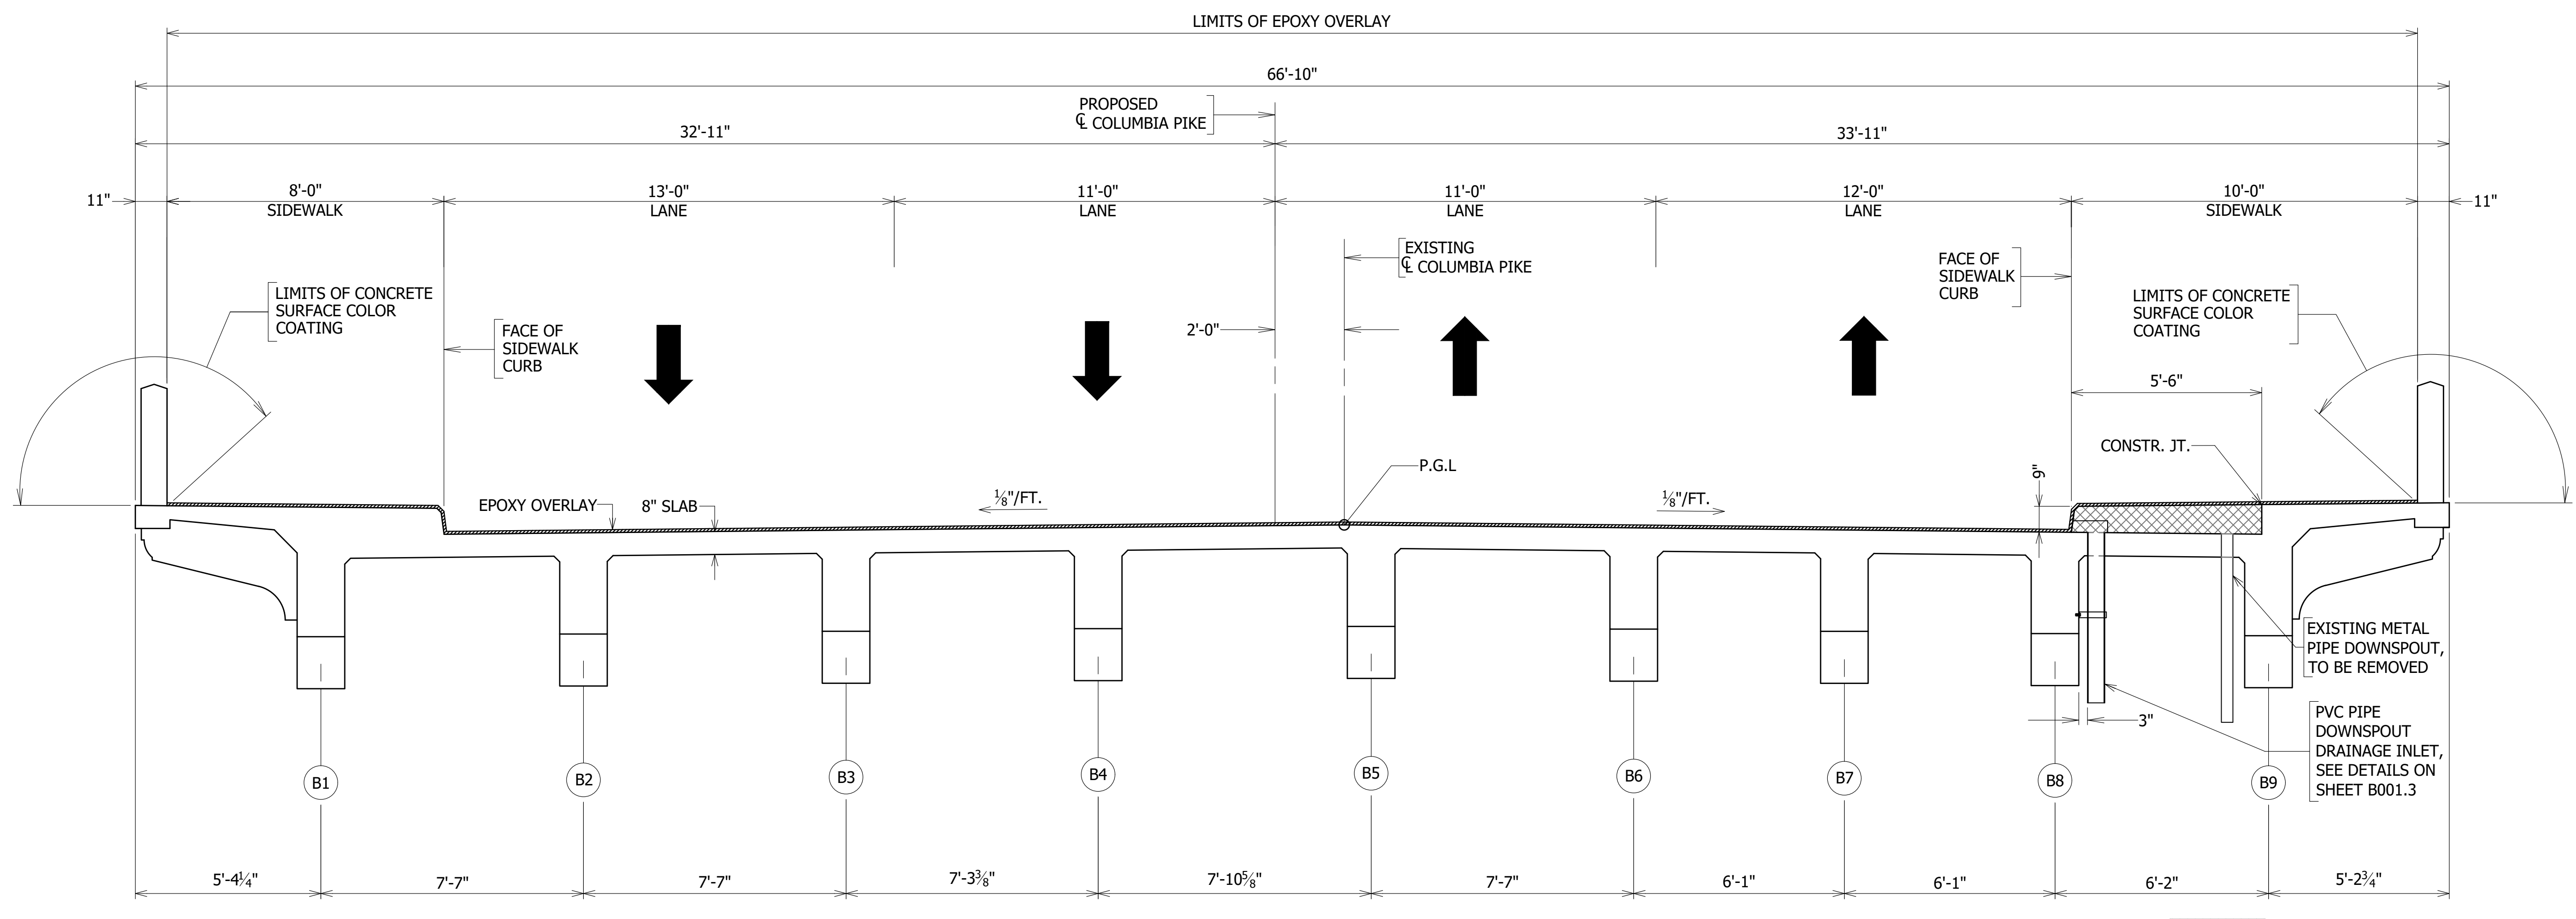 LIMITS OF EPOXY OVERLAY
66'-10"
PROPOSED
℄ COLUMBIA PIKE
32'-11"
33'-11"
11"
8'-0"
SIDEWALK
13'-0"
LANE
11'-0"
LANE
11'-0"
LANE
12'-0"
LANE
10'-0"
SIDEWALK
11"
EXISTING
℄ COLUMBIA PIKE
FACE OF
SIDEWALK
CURB
LIMITS OF CONCRETE
SURFACE COLOR
COATING
LIMITS OF CONCRETE
SURFACE COLOR
COATING
FACE OF
SIDEWALK
CURB
2'-0"
5'-6"
CONSTR. JT.
P.G.L
9"
EPOXY OVERLAY
8" SLAB
⅛"/FT.
⅛"/FT.
EXISTING METAL
PIPE DOWNSPOUT,
TO BE REMOVED
3"
PVC PIPE
DOWNSPOUT
DRAINAGE INLET,
SEE DETAILS ON
SHEET B001.3
B1
B2
B3
B4
B5
B6
B7
B8
B9
5'-4¼"
7'-7"
7'-7"
7'-3⅜"
7'-10⅝"
7'-7"
6'-1"
6'-1"
6'-2"
5'-2¾"